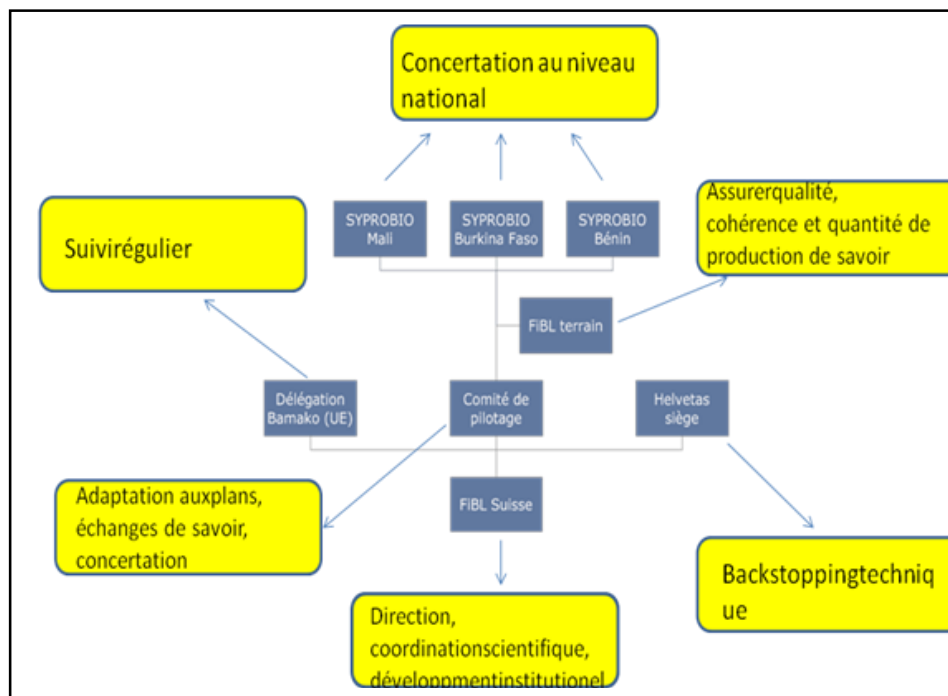 Concertation au niveau
national
SYPROBIO
Mali
SYPROBIO
Burkina Faso
SYPROBIO
Bénin
Assurerqualité,
cohérence et quantité de
production de savoir
Suivirégulier
FiBL terrain
Délégation
Bamako (UE)
Comité de
pilotage
Helvetas
siège
FiBL Suisse
Adaptation auxplans,
échanges de savoir,
concertation
Backstoppingtechniq
ue
Direction,
coordinationscientifique,
développmentinstitutionel